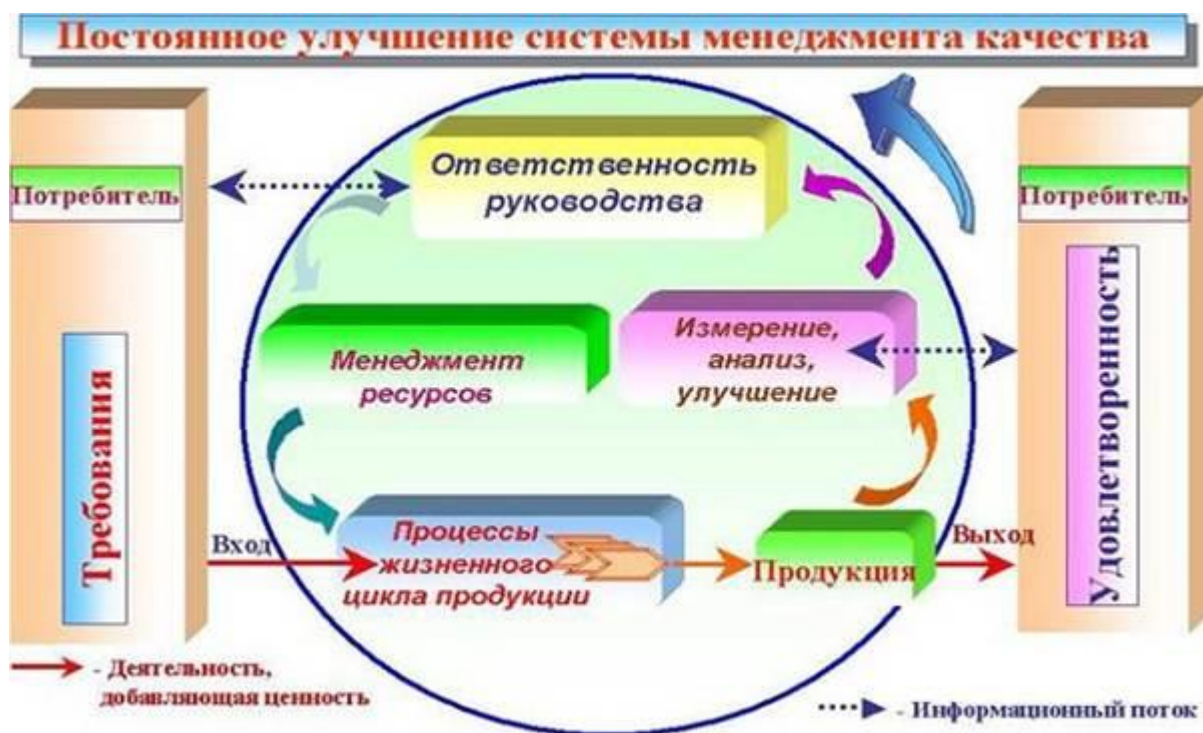 Постоянное улучшение системы менеджмента качества
Потребитель
Требования
Ответственность
руководства
Менеджмент
ресурсов
Измерение,
анализ,
улучшение
Вход
Процессы
жизненного
цикла продукции
Продукция
Выход
Потребитель
Удовлетворенность
- Деятельность,
добавляющая ценность
- Информационный поток